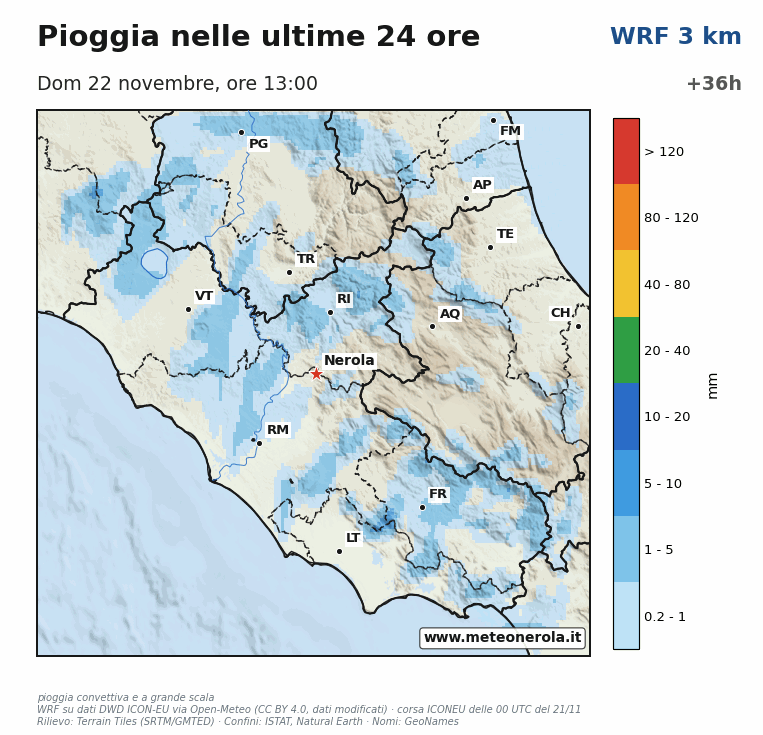 Pioggia nelle ultime 24 ore
WRF 3 km
Dom 22 novembre, ore 13:00
+36h
PG
FM
AP
TE
TR
VT
RI
AQ
CH
Nerola
RM
FR
LT
www.meteonerola.it
> 120
80 - 120
40 - 80
20 - 40
10 - 20
5 - 10
1 - 5
0.2 - 1
mm
pioggia convettiva e a grande scala
WRF su dati DWD ICON-EU via Open-Meteo (CC BY 4.0, dati modificati) · corsa ICONEU delle 00 UTC del 21/11
Rilievo: Terrain Tiles (SRTM/GMTED) · Confini: ISTAT, Natural Earth · Nomi: GeoNames